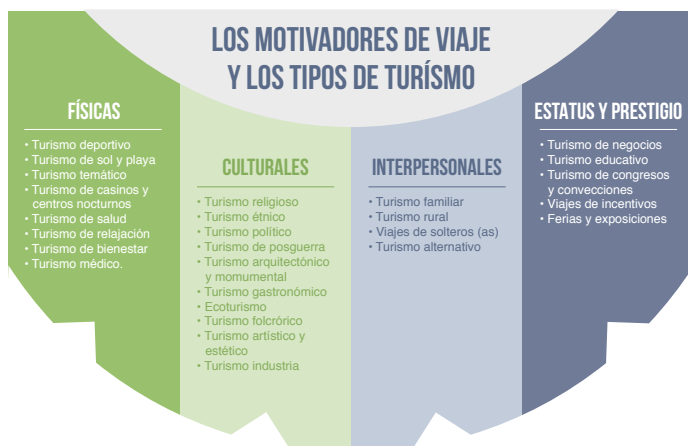 LOS MOTIVADORES DE VIAJE
Y LOS TIPOS DE TURÍSMO
FÍSICAS
• Turismo deportivo
• Turismo de sol y playa
• Turismo temático
• Turismo de casinos y
centros nocturnos
• Turismo de salud
• Turismo de relajación
• Turismo de bienestar
• Turismo médico.
CULTURALES
• Turismo religioso
• Turismo étnico
• Turismo político
• Turismo de posguerra
• Turismo arquitectónico
y momumental
• Turismo gastronómico
• Ecoturismo
• Turismo folcrórico
• Turismo artístico y
estético
• Turismo industria
INTERPERSONALES
• Turismo familiar
• Turismo rural
• Viajes de solteros (as)
• Turismo alternativo
ESTATUS Y PRESTIGIO
• Turismo de negocios
• Turismo educativo
• Turismo de congresos
y convecciones
• Viajes de incentivos
• Ferias y exposiciones